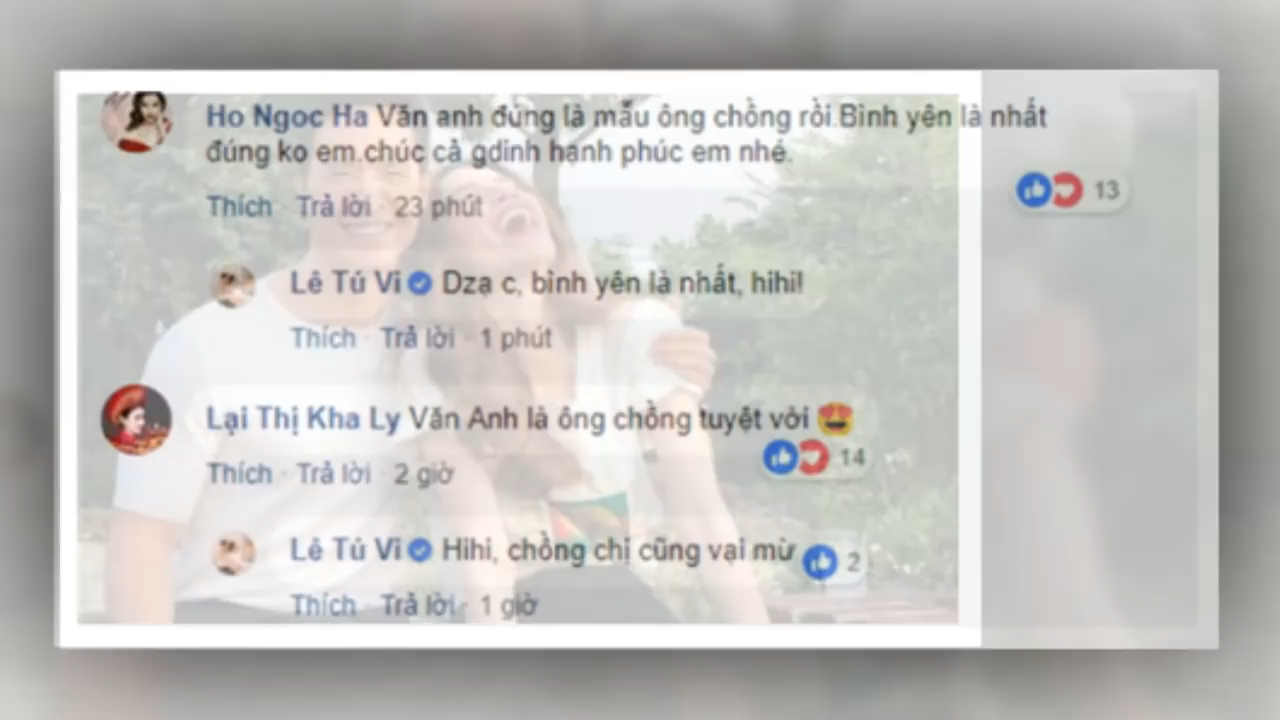 Ho Ngoc Ha Văn anh đúng là mẫu ông chồng rồi.Bình yên là nhất
đúng ko em.chúc cả gdinh hanh phúc em nhé.
13
Thích · Trả lời · 23 phút
Lê Tú Vi Dzạ c, bình yên là nhất, hihi!
Thích · Trả lời · 1 phút
Lại Thị Kha Ly Văn Anh là ông chồng tuyệt vời 😍
14
Thích · Trả lời · 2 giờ
Lê Tú Vi Hihi, chồng chị cũng vại mừ
2
Thích · Trả lời · 1 giờ